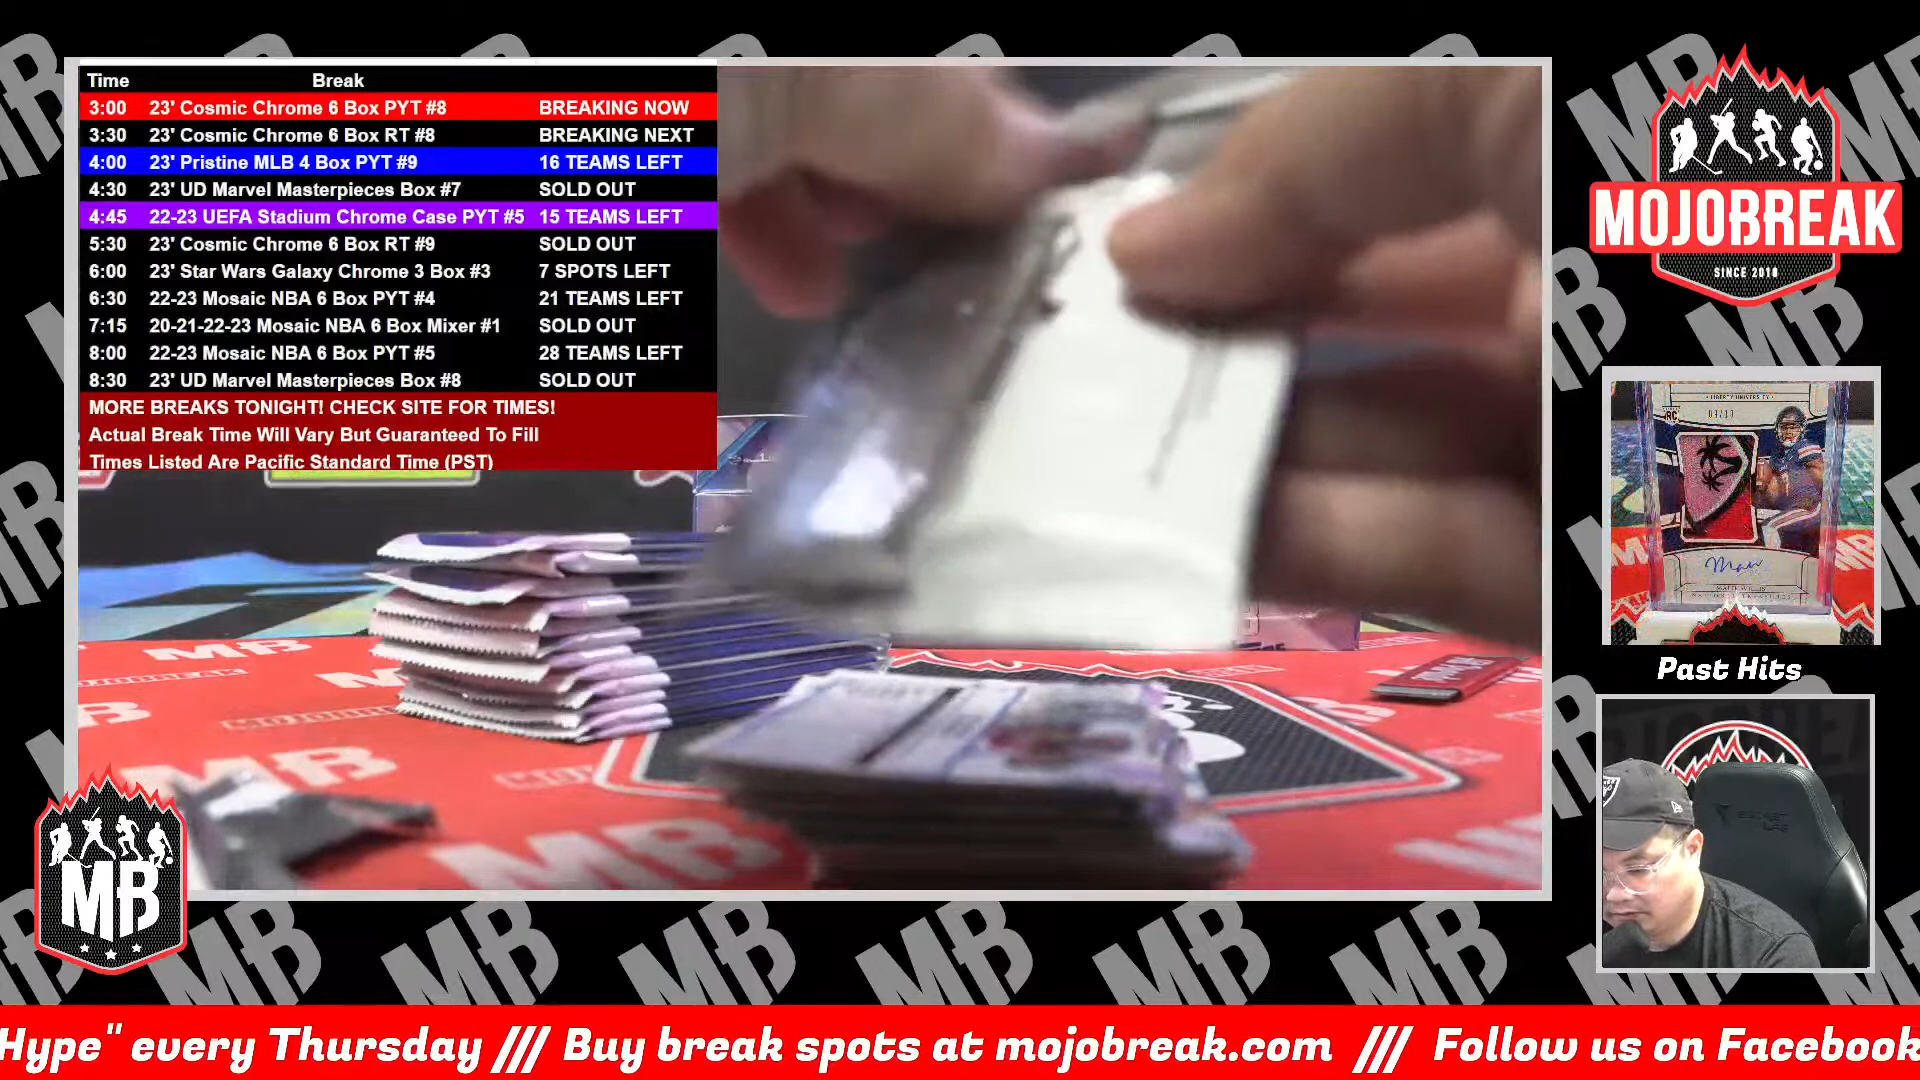 Time Break
3:00 23' Cosmic Chrome 6 Box PYT #8 BREAKING NOW
3:30 23' Cosmic Chrome 6 Box RT #8 BREAKING NEXT
4:00 23' Pristine MLB 4 Box PYT #9 16 TEAMS LEFT
4:30 23' UD Marvel Masterpieces Box #7 SOLD OUT
4:45 22-23 UEFA Stadium Chrome Case PYT #5 15 TEAMS LEFT
5:30 23' Cosmic Chrome 6 Box RT #9 SOLD OUT
6:00 23' Star Wars Galaxy Chrome 3 Box #3 7 SPOTS LEFT
6:30 22-23 Mosaic NBA 6 Box PYT #4 21 TEAMS LEFT
7:15 20-21-22-23 Mosaic NBA 6 Box Mixer #1 SOLD OUT
8:00 22-23 Mosaic NBA 6 Box PYT #5 28 TEAMS LEFT
8:30 23' UD Marvel Masterpieces Box #8 SOLD OUT
MORE BREAKS TONIGHT! CHECK SITE FOR TIMES!
Actual Break Time Will Vary But Guaranteed To Fill
Times Listed Are Pacific Standard Time (PST)
MOJOBREAK
SINCE 2010
LIBERTY UNIVERSITY
RC
Past Hits
MB
MB
MB
MB
Hype" every Thursday /// Buy break spots at mojobreak.com /// Follow us on Facebook